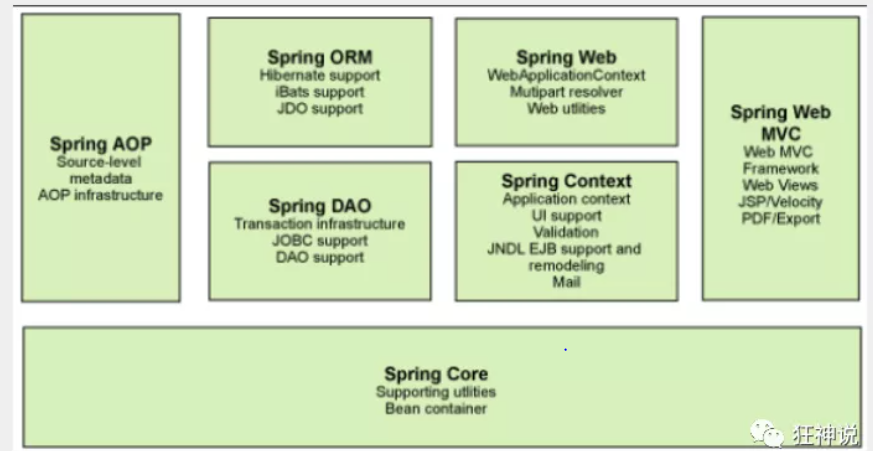 Spring AOP
Source-level
metadata
AOP infrastructure
Spring ORM
Hibernate support
iBats support
JDO support
Spring Web
WebApplicationContext
Mutipart resolver
Web utlities
Spring DAO
Transaction infrastructure
JOBC support
DAO support
Spring Context
Application context
UI support
Validation
JNDL EJB support and
remodeling
Mail
Spring Web
MVC
Web MVC
Framework
Web Views
JSP/Velocity
PDF/Export
Spring Core
Supporting utlities
Bean container
狂神说